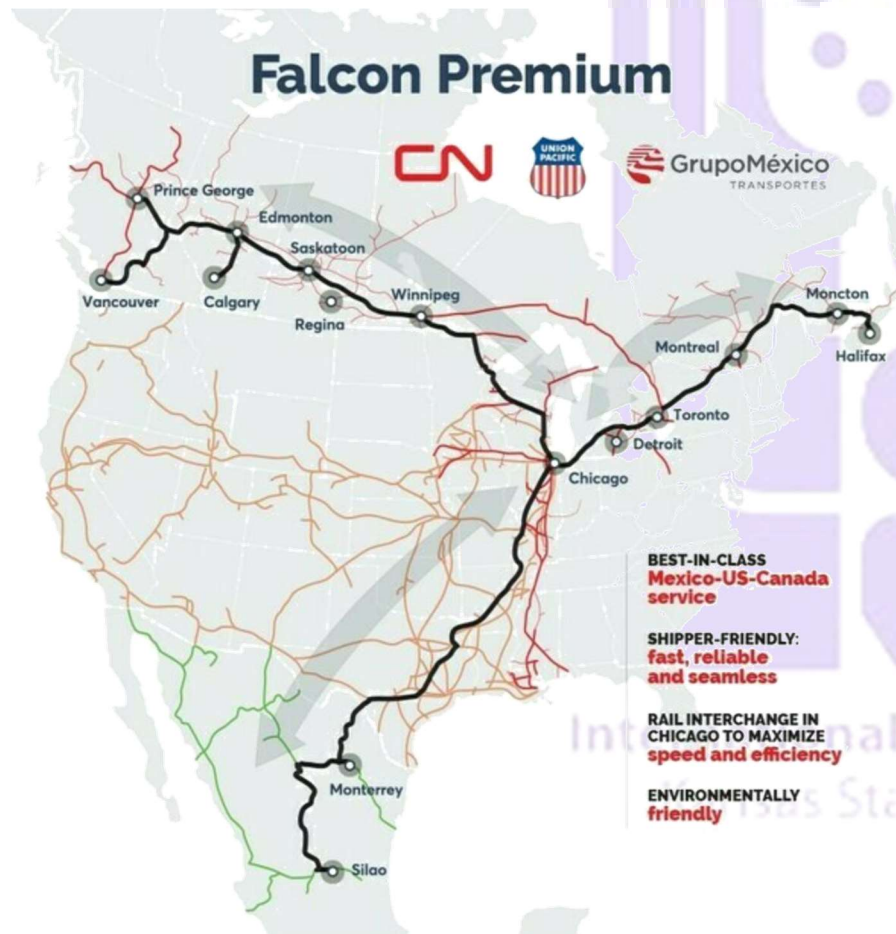 Falcon Premium
CN
UNION
PACIFIC
GrupoMéxico
TRANSPORTES
Prince George
Edmonton
Saskatoon
Vancouver
Calgary
Regina
Winnipeg
Moncton
Montreal
Halifax
Toronto
Detroit
Chicago
BEST-IN-CLASS
Mexico-US-Canada
service
SHIPPER-FRIENDLY:
fast, reliable
and seamless
RAIL INTERCHANGE IN
CHICAGO TO MAXIMIZE
speed and efficiency
ENVIRONMENTALLY
friendly
Monterrey
Silao